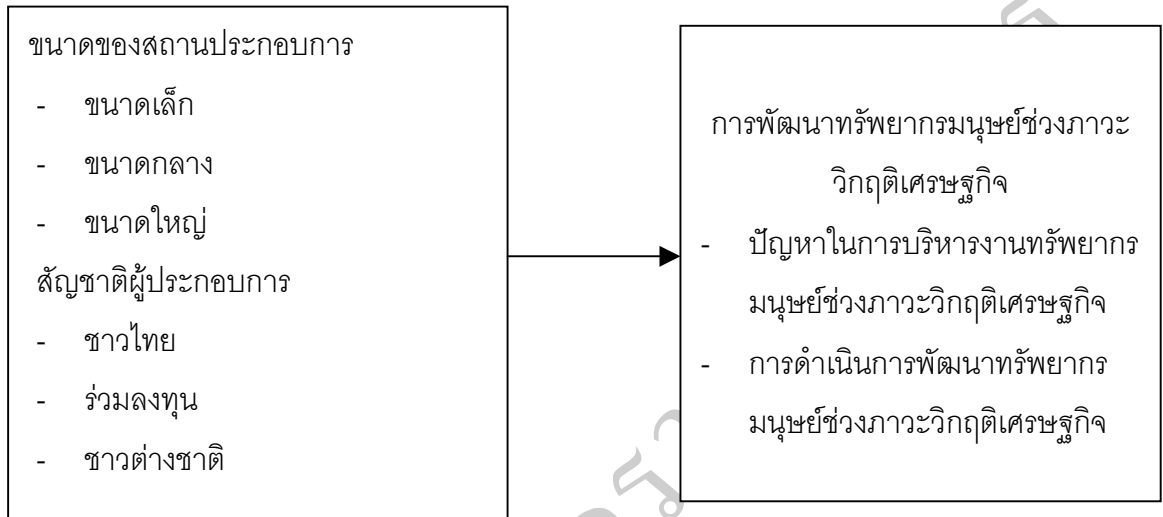 ขนาดของสถานประกอบการ
- ขนาดเล็ก
- ขนาดกลาง
- ขนาดใหญ่
สัญชาติผู้ประกอบการ
- ชาวไทย
- ร่วมลงทุน
- ชาวต่างชาติ
การพัฒนาทรัพยากรมนุษย์ช่วงภาวะ
วิกฤติเศรษฐกิจ
- ปัญหาในการบริหารงานทรัพยากร
มนุษย์ช่วงภาวะวิกฤติเศรษฐกิจ
- การดำเนินการพัฒนาทรัพยากร
มนุษย์ช่วงภาวะวิกฤติเศรษฐกิจ